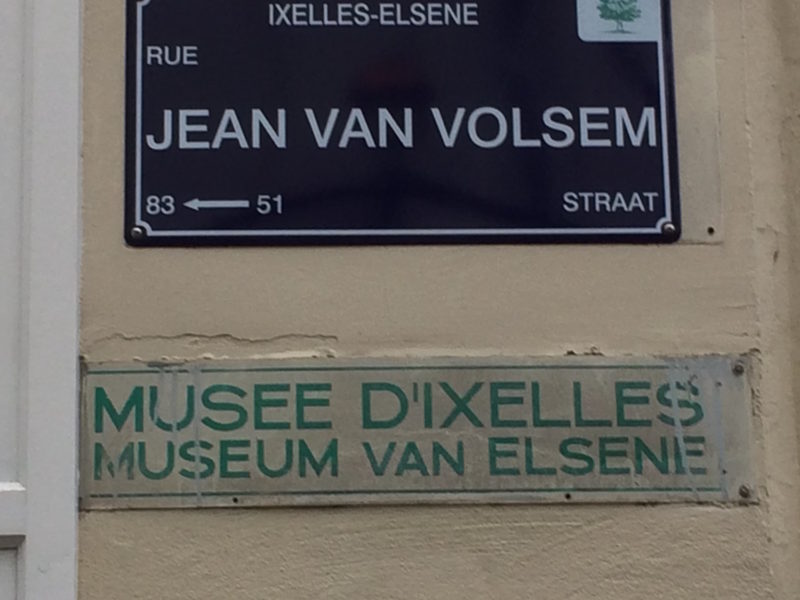 IXELLES-ELSENE
RUE
JEAN VAN VOLSEM
83 ← 51 STRAAT
MUSEE D'IXELLES
MUSEUM VAN ELSENE